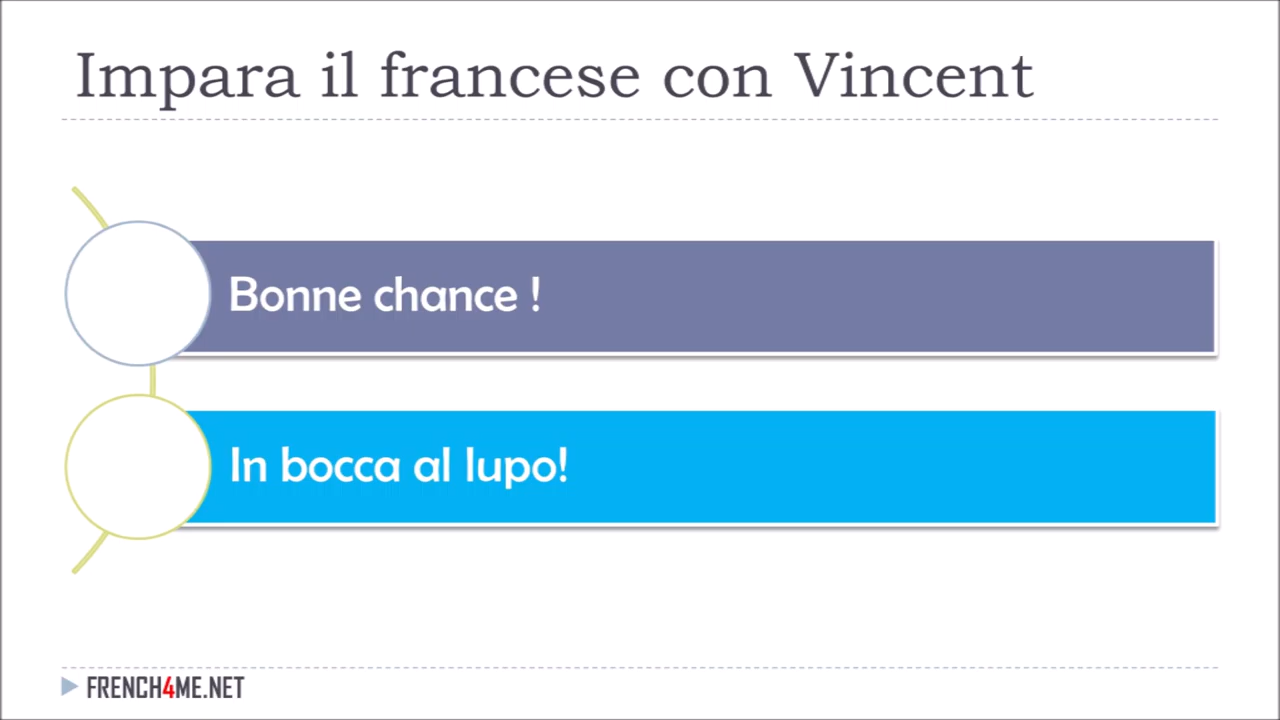 Impara il francese con Vincent
Bonne chance !
In bocca al lupo!
FRENCH4ME.NET